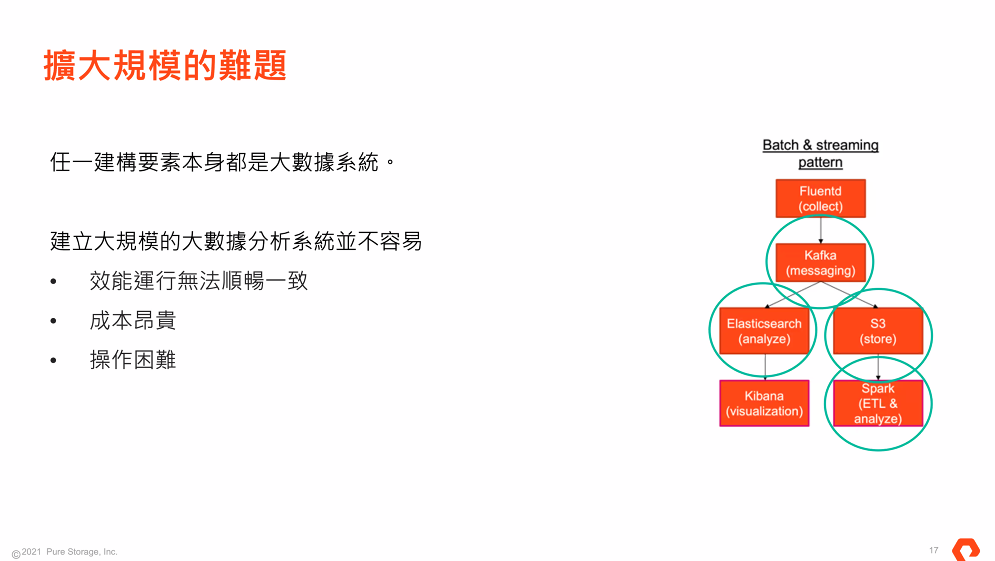 擴大規模的難題
任一建構要素本身都是大數據系統。
建立大規模的大數據分析系統並不容易
• 效能運行無法順暢一致
• 成本昂貴
• 操作困難
Batch & streaming
pattern
Fluentd
(collect)
Kafka
(messaging)
Elasticsearch
(analyze)
S3
(store)
Kibana
(visualization)
Spark
(ETL &
analyze)
©2021 Pure Storage, Inc.
17